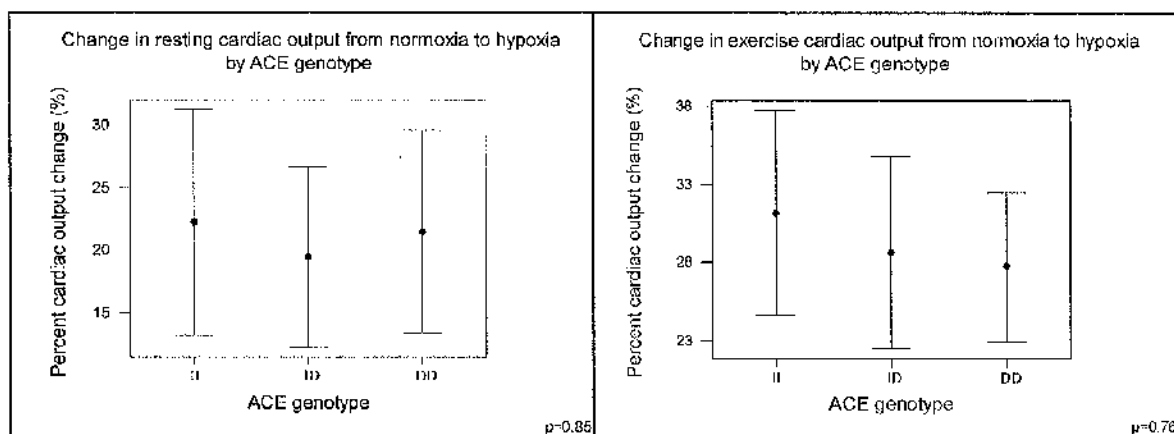 Change in resting cardiac output from normoxia to hypoxia
by ACE genotype
Percent cardiac output change (%)
30
25
20
15
II
ID
DD
ACE genotype
p=0.85
Change in exercise cardiac output from normoxia to hypoxia
by ACE genotype
Percent cardiac output change (%)
38
33
28
23
II
ID
DD
ACE genotype
p=0.76